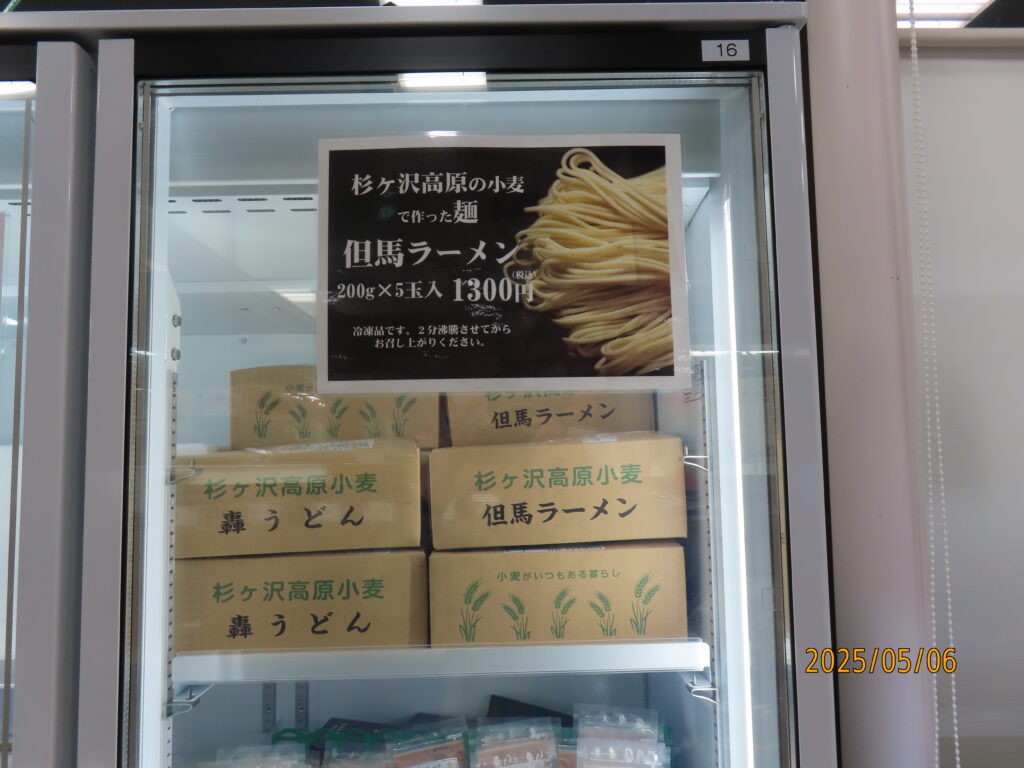 16
杉ヶ沢高原の小麦
で作った麺
但馬ラーメン
(税込)
200g×5玉入 1300円
冷凍品です。2分沸騰させてから
お召し上がりください。
小麦が
但馬ラーメン
杉ヶ沢高原小麦
轟うどん
杉ヶ沢高原小麦
但馬ラーメン
杉ヶ沢高原小麦
轟うどん
小麦がいつもある暮らし
2025/05/06